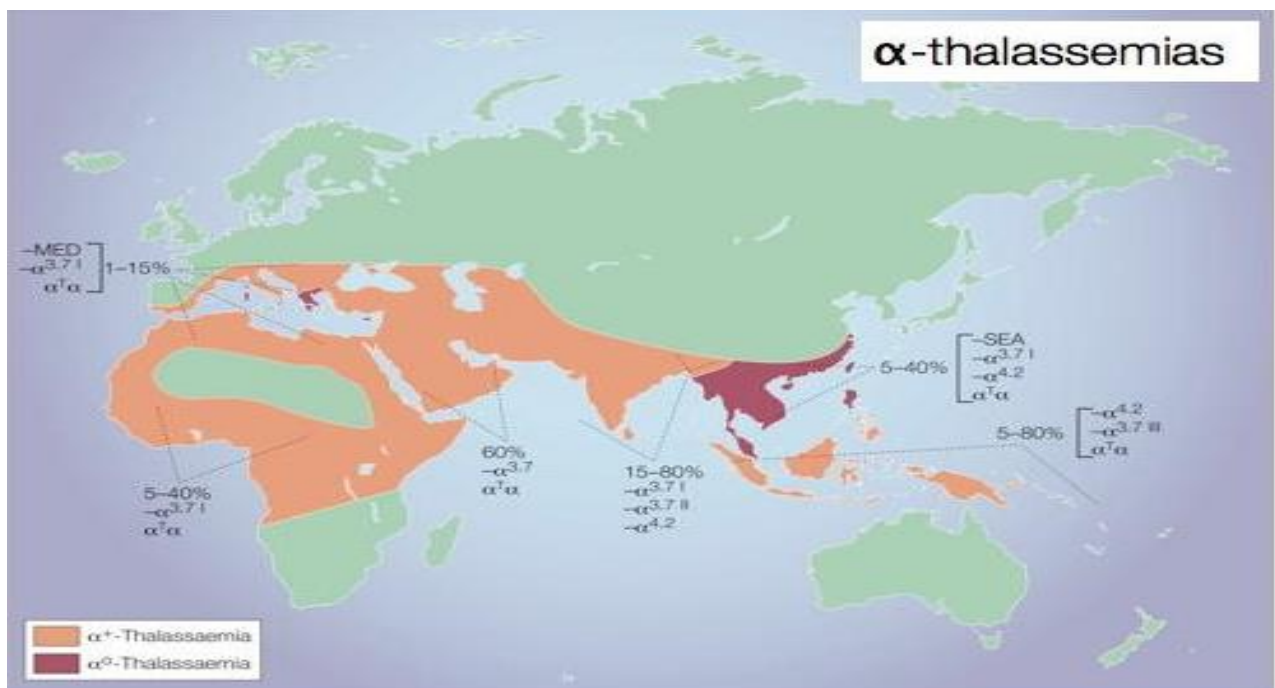 α-thalassemias
–MED
–α³·⁷ ᴵ
αᵀα
1–15%
5–40%
–SEA
–α³·⁷ ᴵ
–α⁴·²
αᵀα
5–80%
–α⁴·²
–α³·⁷ ᴵᴵᴵ
αᵀα
60%
–α³·⁷
αᵀα
15–80%
–α³·⁷ ᴵ
–α³·⁷ ᴵᴵ
–α⁴·²
5–40%
–α³·⁷ ᴵ
αᵀα
α⁺-Thalassaemia
α⁰-Thalassaemia